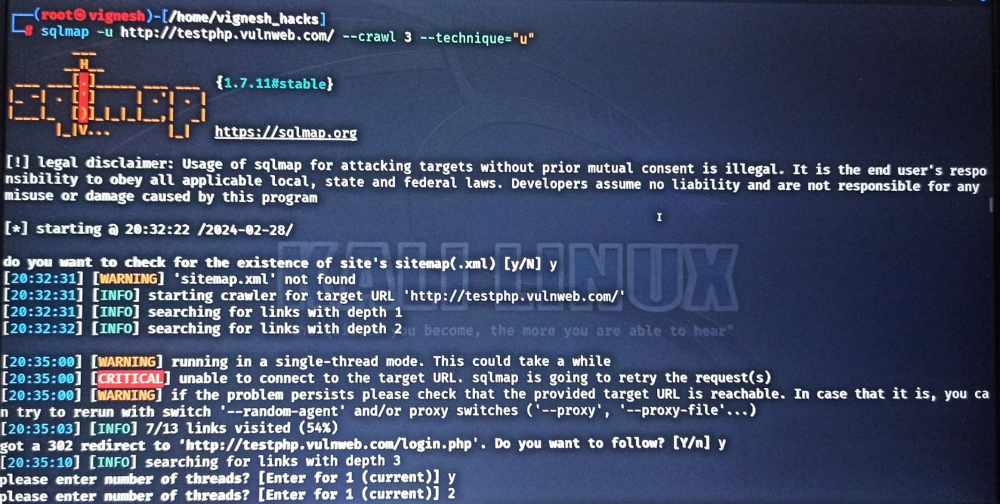 (root㉿vignesh)-[/home/vignesh_hacks]
# sqlmap -u http://testphp.vulnweb.com/ --crawl 3 --technique="u"
{1.7.11#stable}
https://sqlmap.org
[!] legal disclaimer: Usage of sqlmap for attacking targets without prior mutual consent is illegal. It is the end user's respo
nsibility to obey all applicable local, state and federal laws. Developers assume no liability and are not responsible for any
misuse or damage caused by this program
[*] starting @ 20:32:22 /2024-02-28/
do you want to check for the existence of site's sitemap(.xml) [y/N] y
[20:32:31] [WARNING] 'sitemap.xml' not found
[20:32:31] [INFO] starting crawler for target URL 'http://testphp.vulnweb.com/'
[20:32:31] [INFO] searching for links with depth 1
[20:32:32] [INFO] searching for links with depth 2
KALI LINUX
you become, the more you are able to hear"
[20:35:00] [WARNING] running in a single-thread mode. This could take a while
[20:35:00] [CRITICAL] unable to connect to the target URL. sqlmap is going to retry the request(s)
[20:35:00] [WARNING] if the problem persists please check that the provided target URL is reachable. In case that it is, you ca
n try to rerun with switch '--random-agent' and/or proxy switches ('--proxy', '--proxy-file'...)
[20:35:03] [INFO] 7/13 links visited (54%)
got a 302 redirect to 'http://testphp.vulnweb.com/login.php'. Do you want to follow? [Y/n] y
[20:35:10] [INFO] searching for links with depth 3
please enter number of threads? [Enter for 1 (current)] y
please enter number of threads? [Enter for 1 (current)] 2